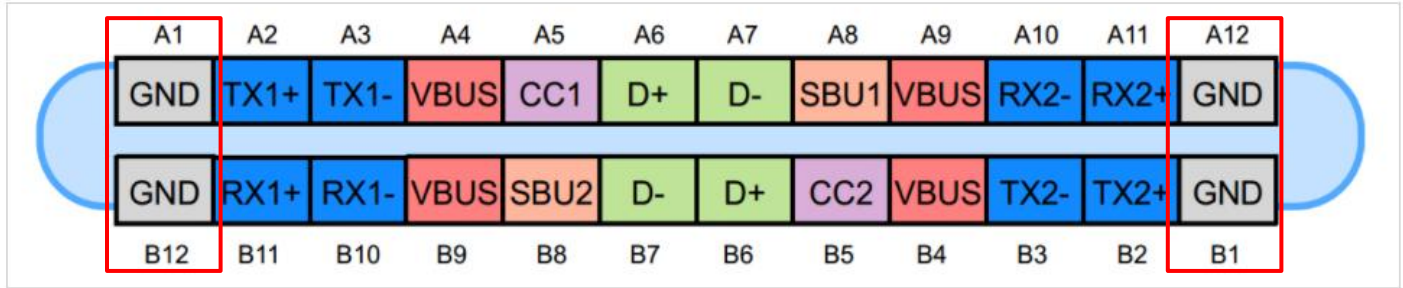 A1 A2 A3 A4 A5 A6 A7 A8 A9 A10 A11 A12
GND TX1+ TX1- VBUS CC1 D+ D- SBU1 VBUS RX2- RX2+ GND
GND RX1+ RX1- VBUS SBU2 D- D+ CC2 VBUS TX2- TX2+ GND
B12 B11 B10 B9 B8 B7 B6 B5 B4 B3 B2 B1